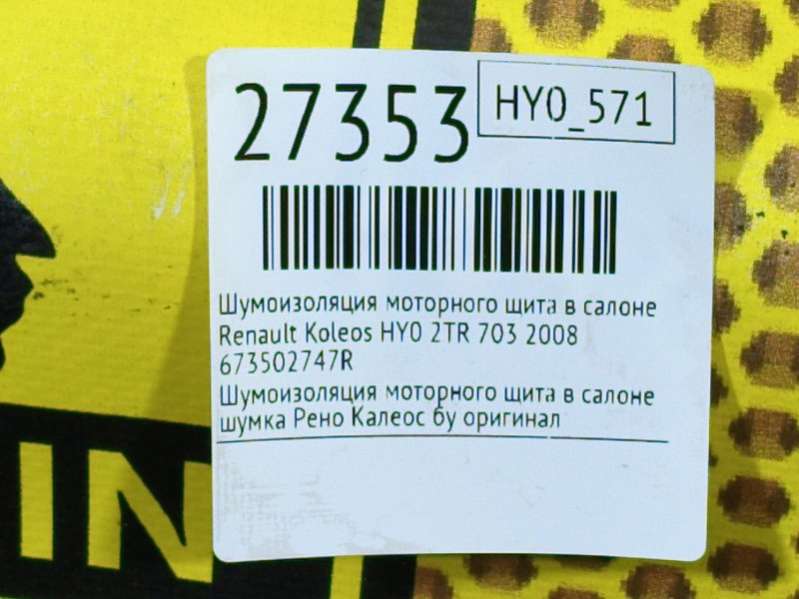 27353
HY0_571
Шумоизоляция моторного щита в салоне
Renault Koleos HY0 2TR 703 2008
673502747R
Шумоизоляция моторного щита в салоне
шумка Рено Калеос бу оригинал
IN